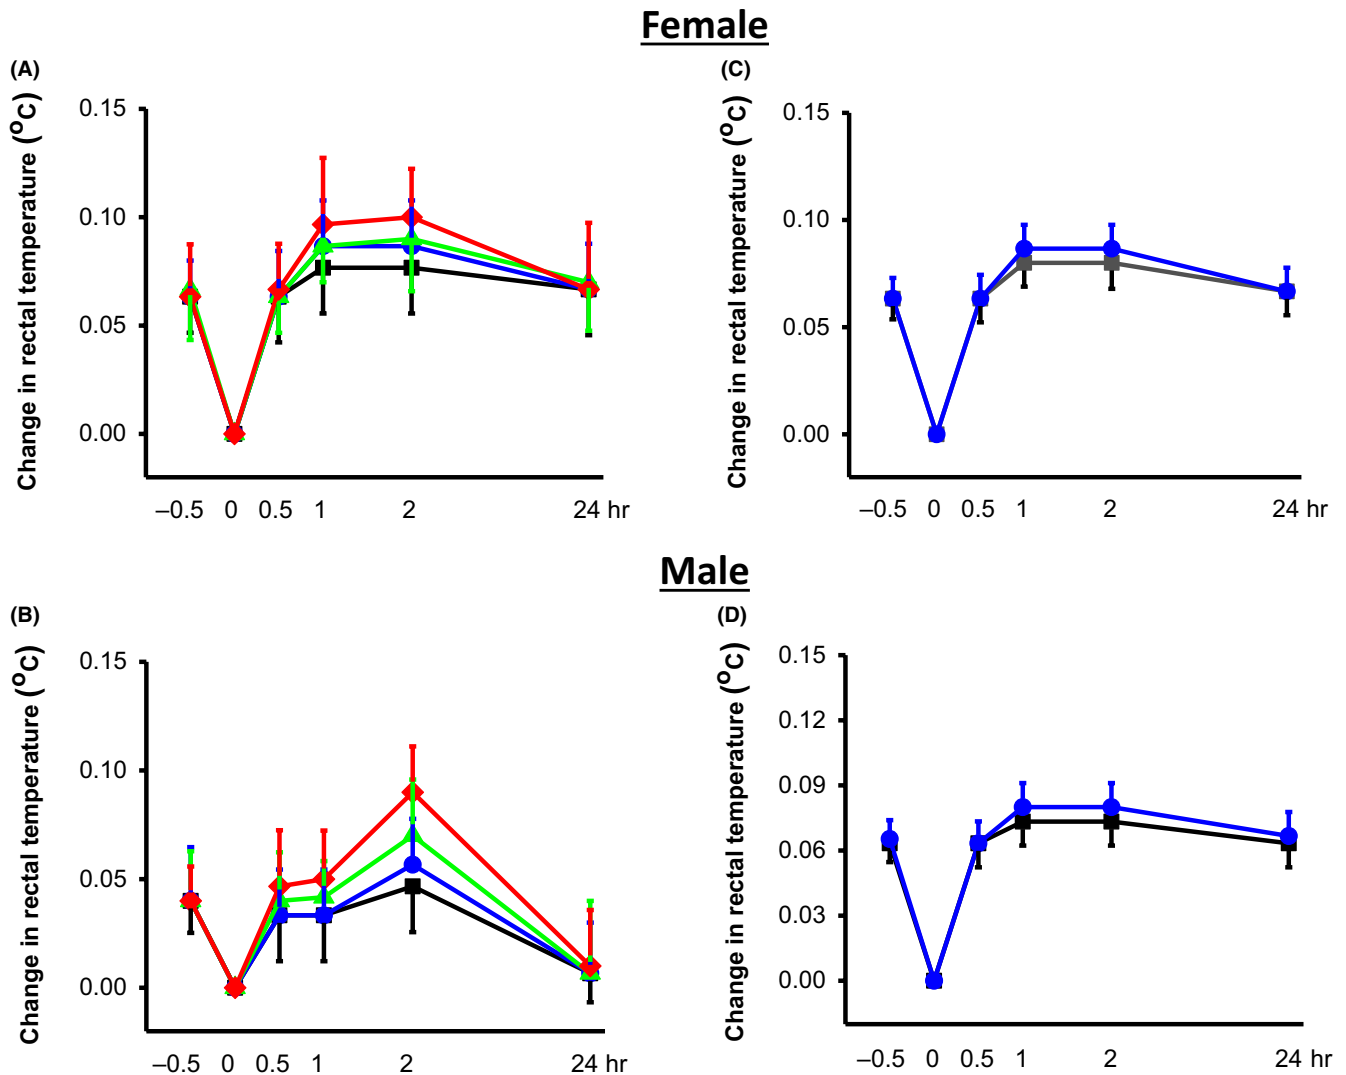 Female
(A)
Change in rectal temperature (°C)
0.15
0.10
0.05
0.00
–0.5 0 0.5 1 2 24 hr
(C)
Change in rectal temperature (°C)
0.15
0.10
0.05
0.00
–0.5 0 0.5 1 2 24 hr
Male
(B)
Change in rectal temperature (°C)
0.15
0.10
0.05
0.00
–0.5 0 0.5 1 2 24 hr
(D)
Change in rectal temperature (°C)
0.15
0.12
0.09
0.06
0.03
0.00
–0.5 0 0.5 1 2 24 hr